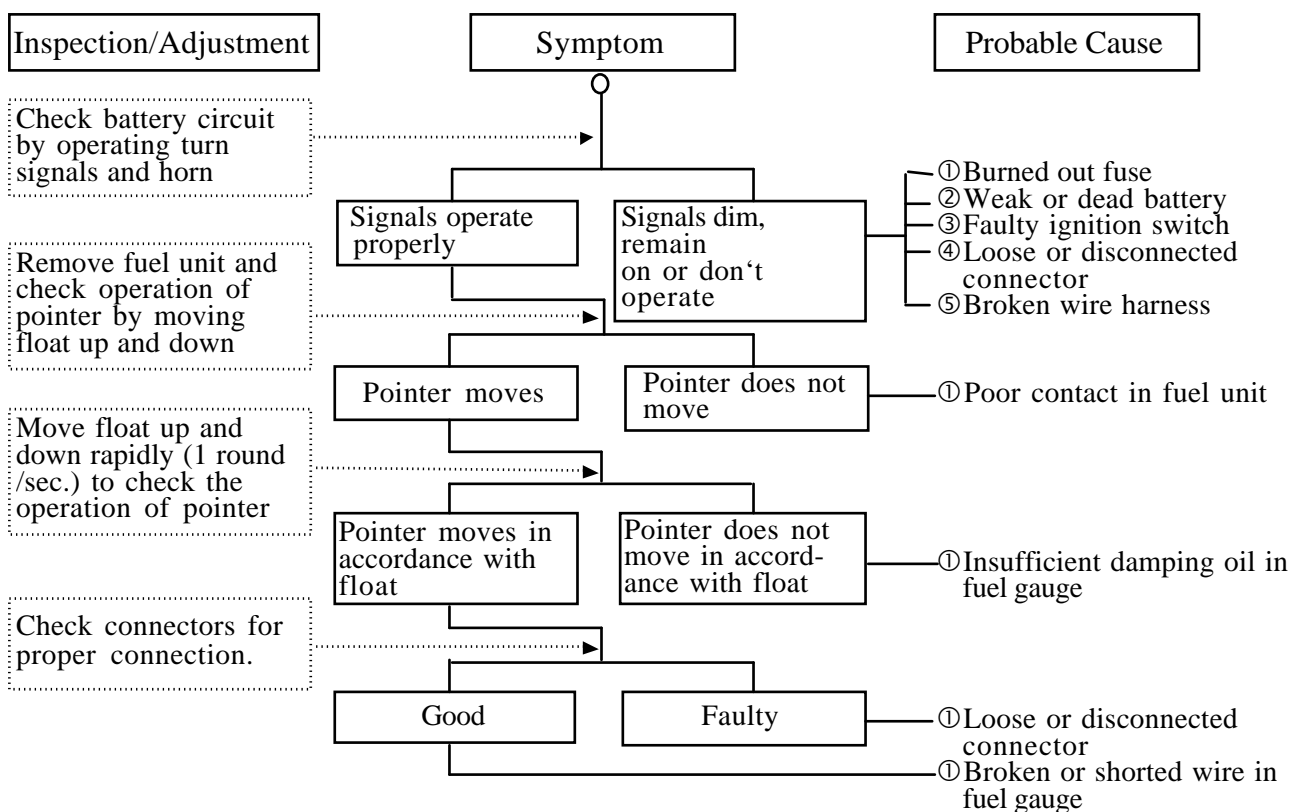 Inspection/Adjustment
Symptom
Probable Cause
Check battery circuit
by operating turn
signals and horn
Signals operate
properly
Signals dim,
remain
on or don‘t
operate
①Burned out fuse
②Weak or dead battery
③Faulty ignition switch
④Loose or disconnected
connector
⑤Broken wire harness
Remove fuel unit and
check operation of
pointer by moving
float up and down
Pointer moves
Pointer does not
move
①Poor contact in fuel unit
Move float up and
down rapidly (1 round
/sec.) to check the
operation of pointer
Pointer moves in
accordance with
float
Pointer does not
move in accord-
ance with float
①Insufficient damping oil in
fuel gauge
Check connectors for
proper connection.
Good
Faulty
①Loose or disconnected
connector
①Broken or shorted wire in
fuel gauge